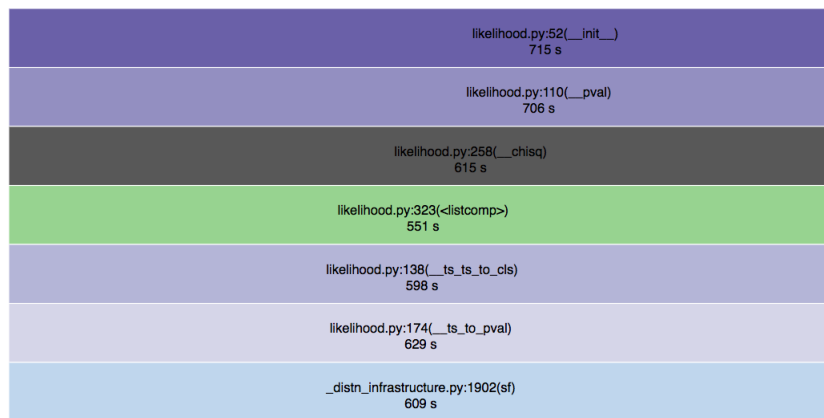 likelihood.py:52(__init__)
715 s
likelihood.py:110(__pval)
706 s
likelihood.py:258(__chisq)
615 s
likelihood.py:323(<listcomp>)
551 s
likelihood.py:138(__ts_ts_to_cls)
598 s
likelihood.py:174(__ts_to_pval)
629 s
_distn_infrastructure.py:1902(sf)
609 s